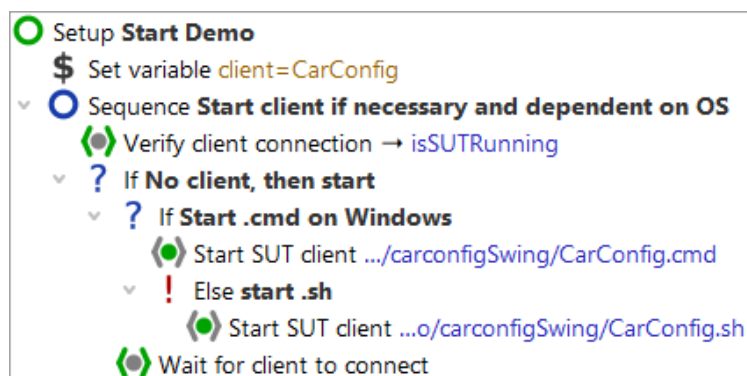 Setup Start Demo
$ Set variable client=CarConfig
Sequence Start client if necessary and dependent on OS
Verify client connection → isSUTRunning
? If No client, then start
? If Start .cmd on Windows
Start SUT client .../carconfigSwing/CarConfig.cmd
! Else start .sh
Start SUT client ...o/carconfigSwing/CarConfig.sh
Wait for client to connect